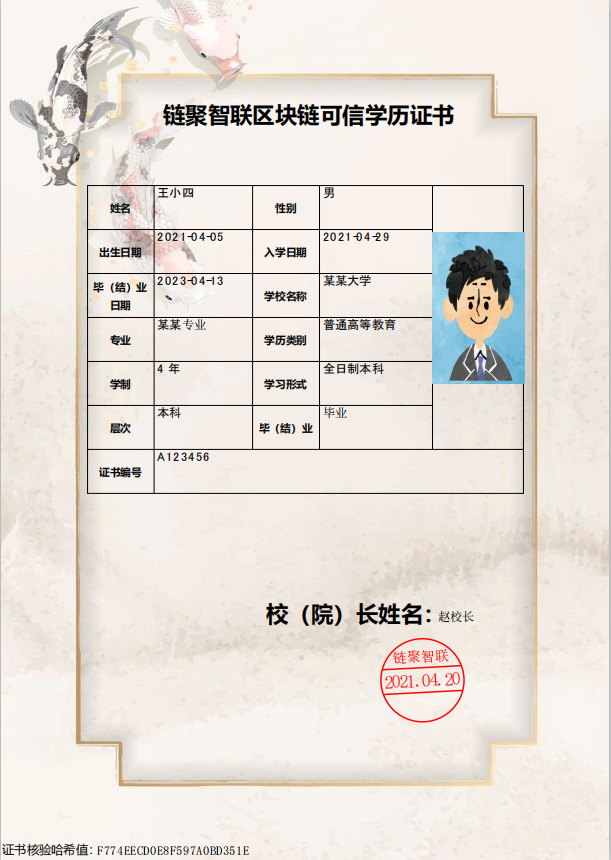 链聚智联区块链可信学历证书
姓名 王小四 性别 男
出生日期 2021-04-05 入学日期 2021-04-29
毕（结）业日期 2023-04-13 学校名称 某某大学
专业 某某专业 学历类别 普通高等教育
学制 4 年 学习形式 全日制本科
层次 本科 毕（结）业 毕业
证书编号 A123456
校（院）长姓名：赵校长
链聚智联
2021.04.20
证书核验哈希值：F774EECD0E8F597A0BD351E